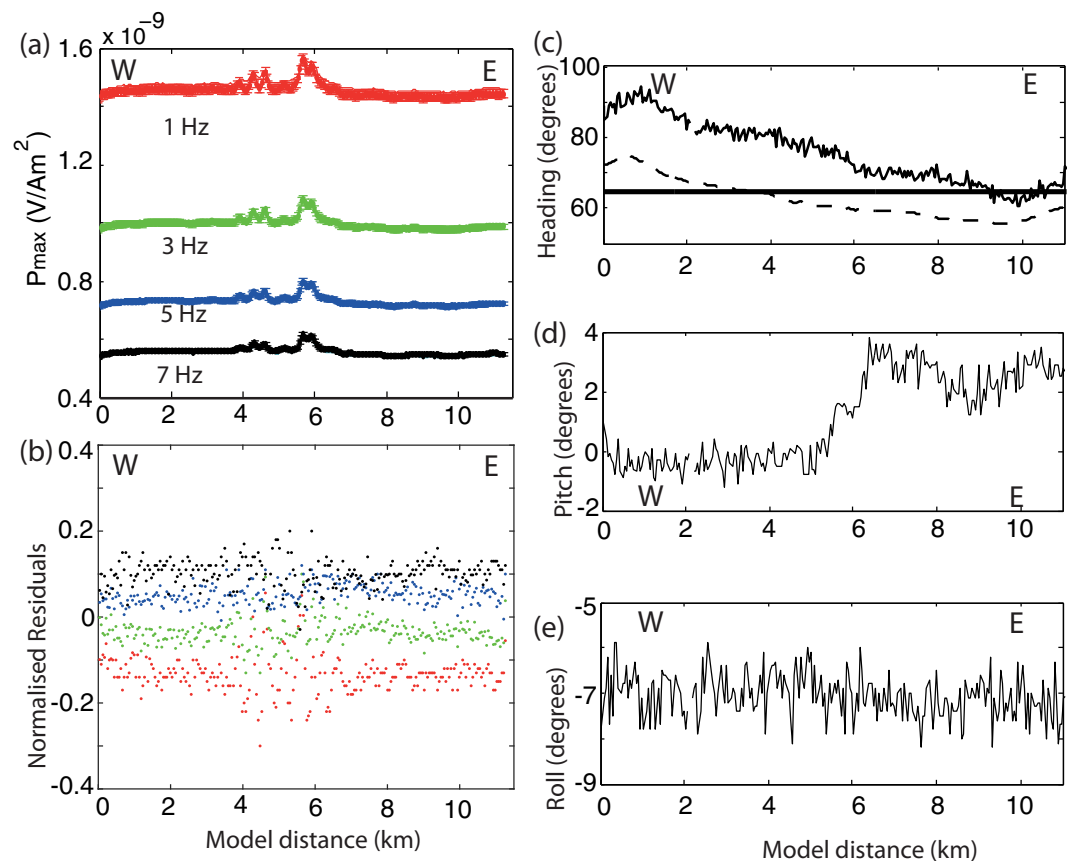 (a)
x 10⁻⁹
1.6
1.2
0.8
0.4
P max (V/Am²)
W
E
1 Hz
3 Hz
5 Hz
7 Hz
0 2 4 6 8 10
(b)
0.4
0.2
0
-0.2
-0.4
Normalised Residuals
W
E
0 2 4 6 8 10
Model distance (km)
(c)
100
80
60
Heading (degrees)
W
E
0 2 4 6 8 10
(d)
4
2
0
-2
Pitch (degrees)
W
E
0 2 4 6 8 10
(e)
-5
-7
-9
Roll (degrees)
W
E
0 2 4 6 8 10
Model distance (km)